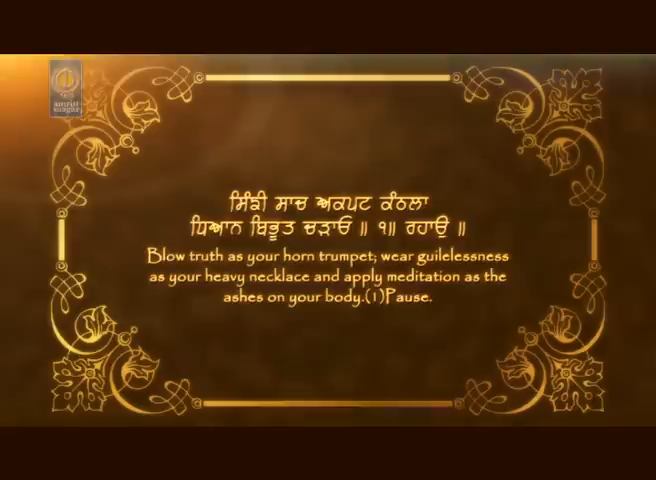 ਸਿੰਙੀ ਸਾਚ ਅਕਪਟ ਕੰਠਲਾ
ਧਿਆਨ ਬਿਭੂਤ ਚੜਾਓ ॥ ੧॥ ਰਹਾਉ ॥
Blow truth as your horn trumpet; wear guilelessness
as your heavy necklace and apply meditation as the
ashes on your body.(1)Pause.